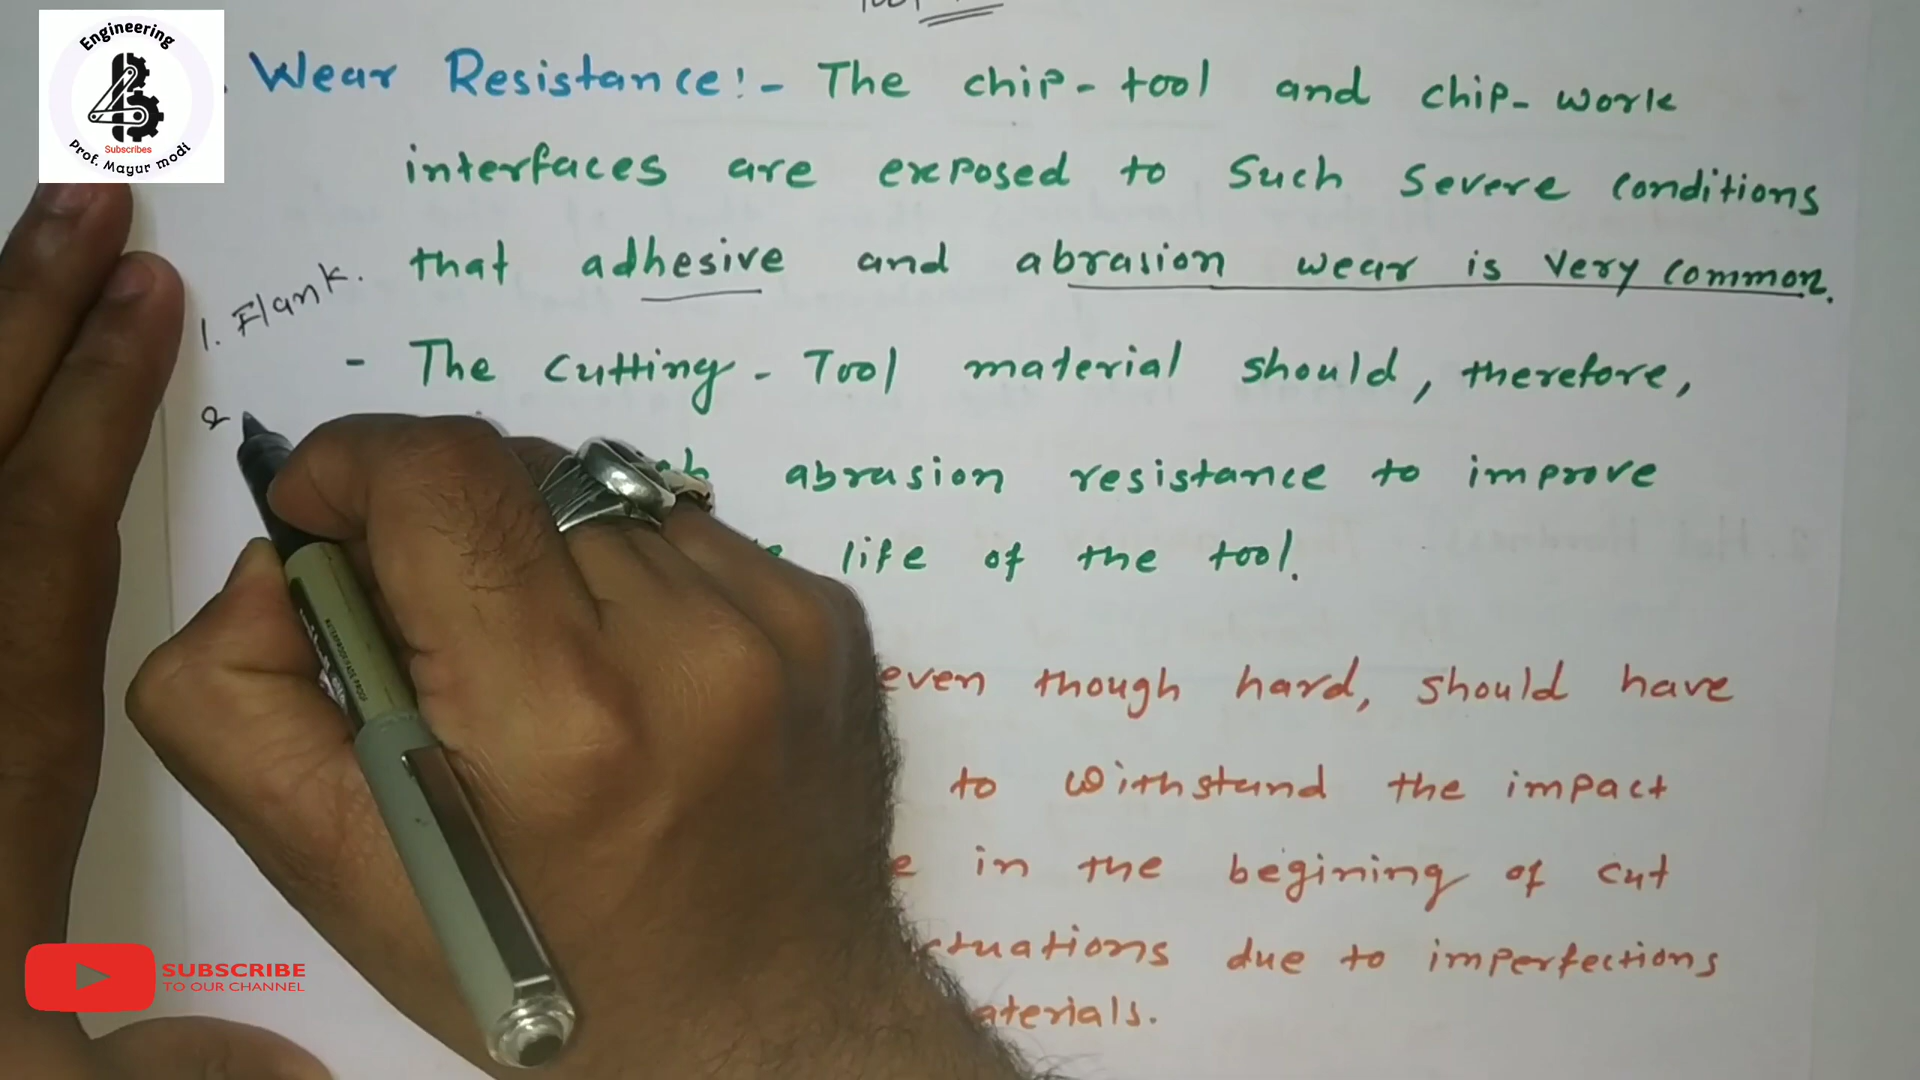 Engineering
Subscribes
Prof. Mayur modi
Wear Resistance:- The chip-tool and chip-work
interfaces are exposed to such severe conditions
that adhesive and abrasion wear is very common.
1. Flank.
- The Cutting-Tool material should, therefore,
2
abrasion resistance to improve
life of the tool.
even though hard, should have
to withstand the impact
in the begining of cut
due to imperfections
SUBSCRIBE
TO OUR CHANNEL